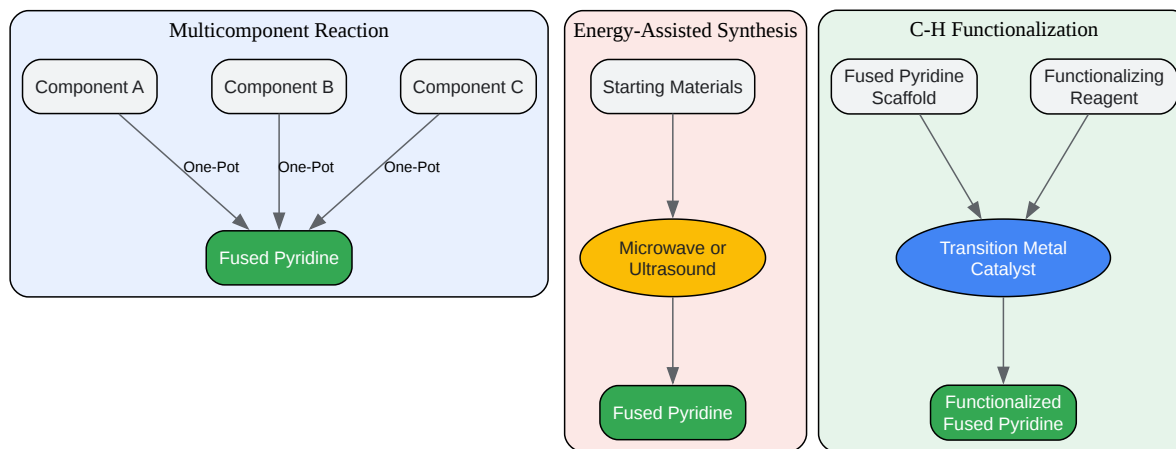 Multicomponent Reaction
Component A
Component B
Component C
One-Pot
One-Pot
One-Pot
Fused Pyridine
Energy-Assisted Synthesis
Starting Materials
Microwave or
Ultrasound
Fused Pyridine
C-H Functionalization
Fused Pyridine
Scaffold
Functionalizing
Reagent
Transition Metal
Catalyst
Functionalized
Fused Pyridine